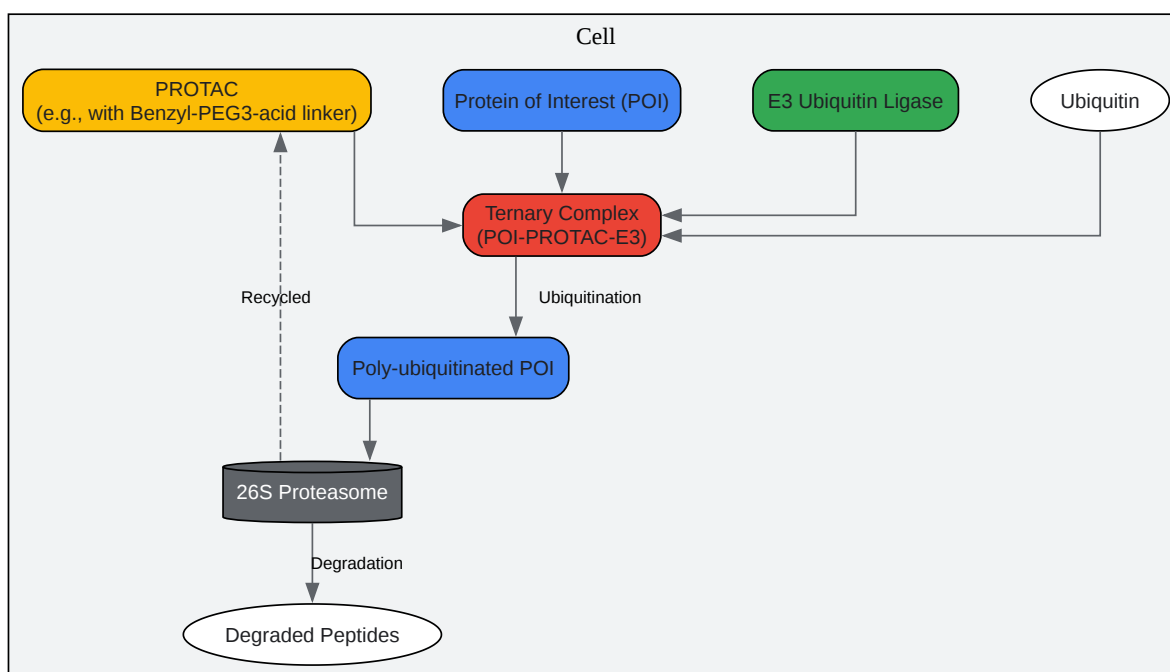 Cell
PROTAC
(e.g., with Benzyl-PEG3-acid linker)
Protein of Interest (POI)
E3 Ubiquitin Ligase
Ubiquitin
Ternary Complex
(POI-PROTAC-E3)
Recycled
Ubiquitination
Poly-ubiquitinated POI
26S Proteasome
Degradation
Degraded Peptides